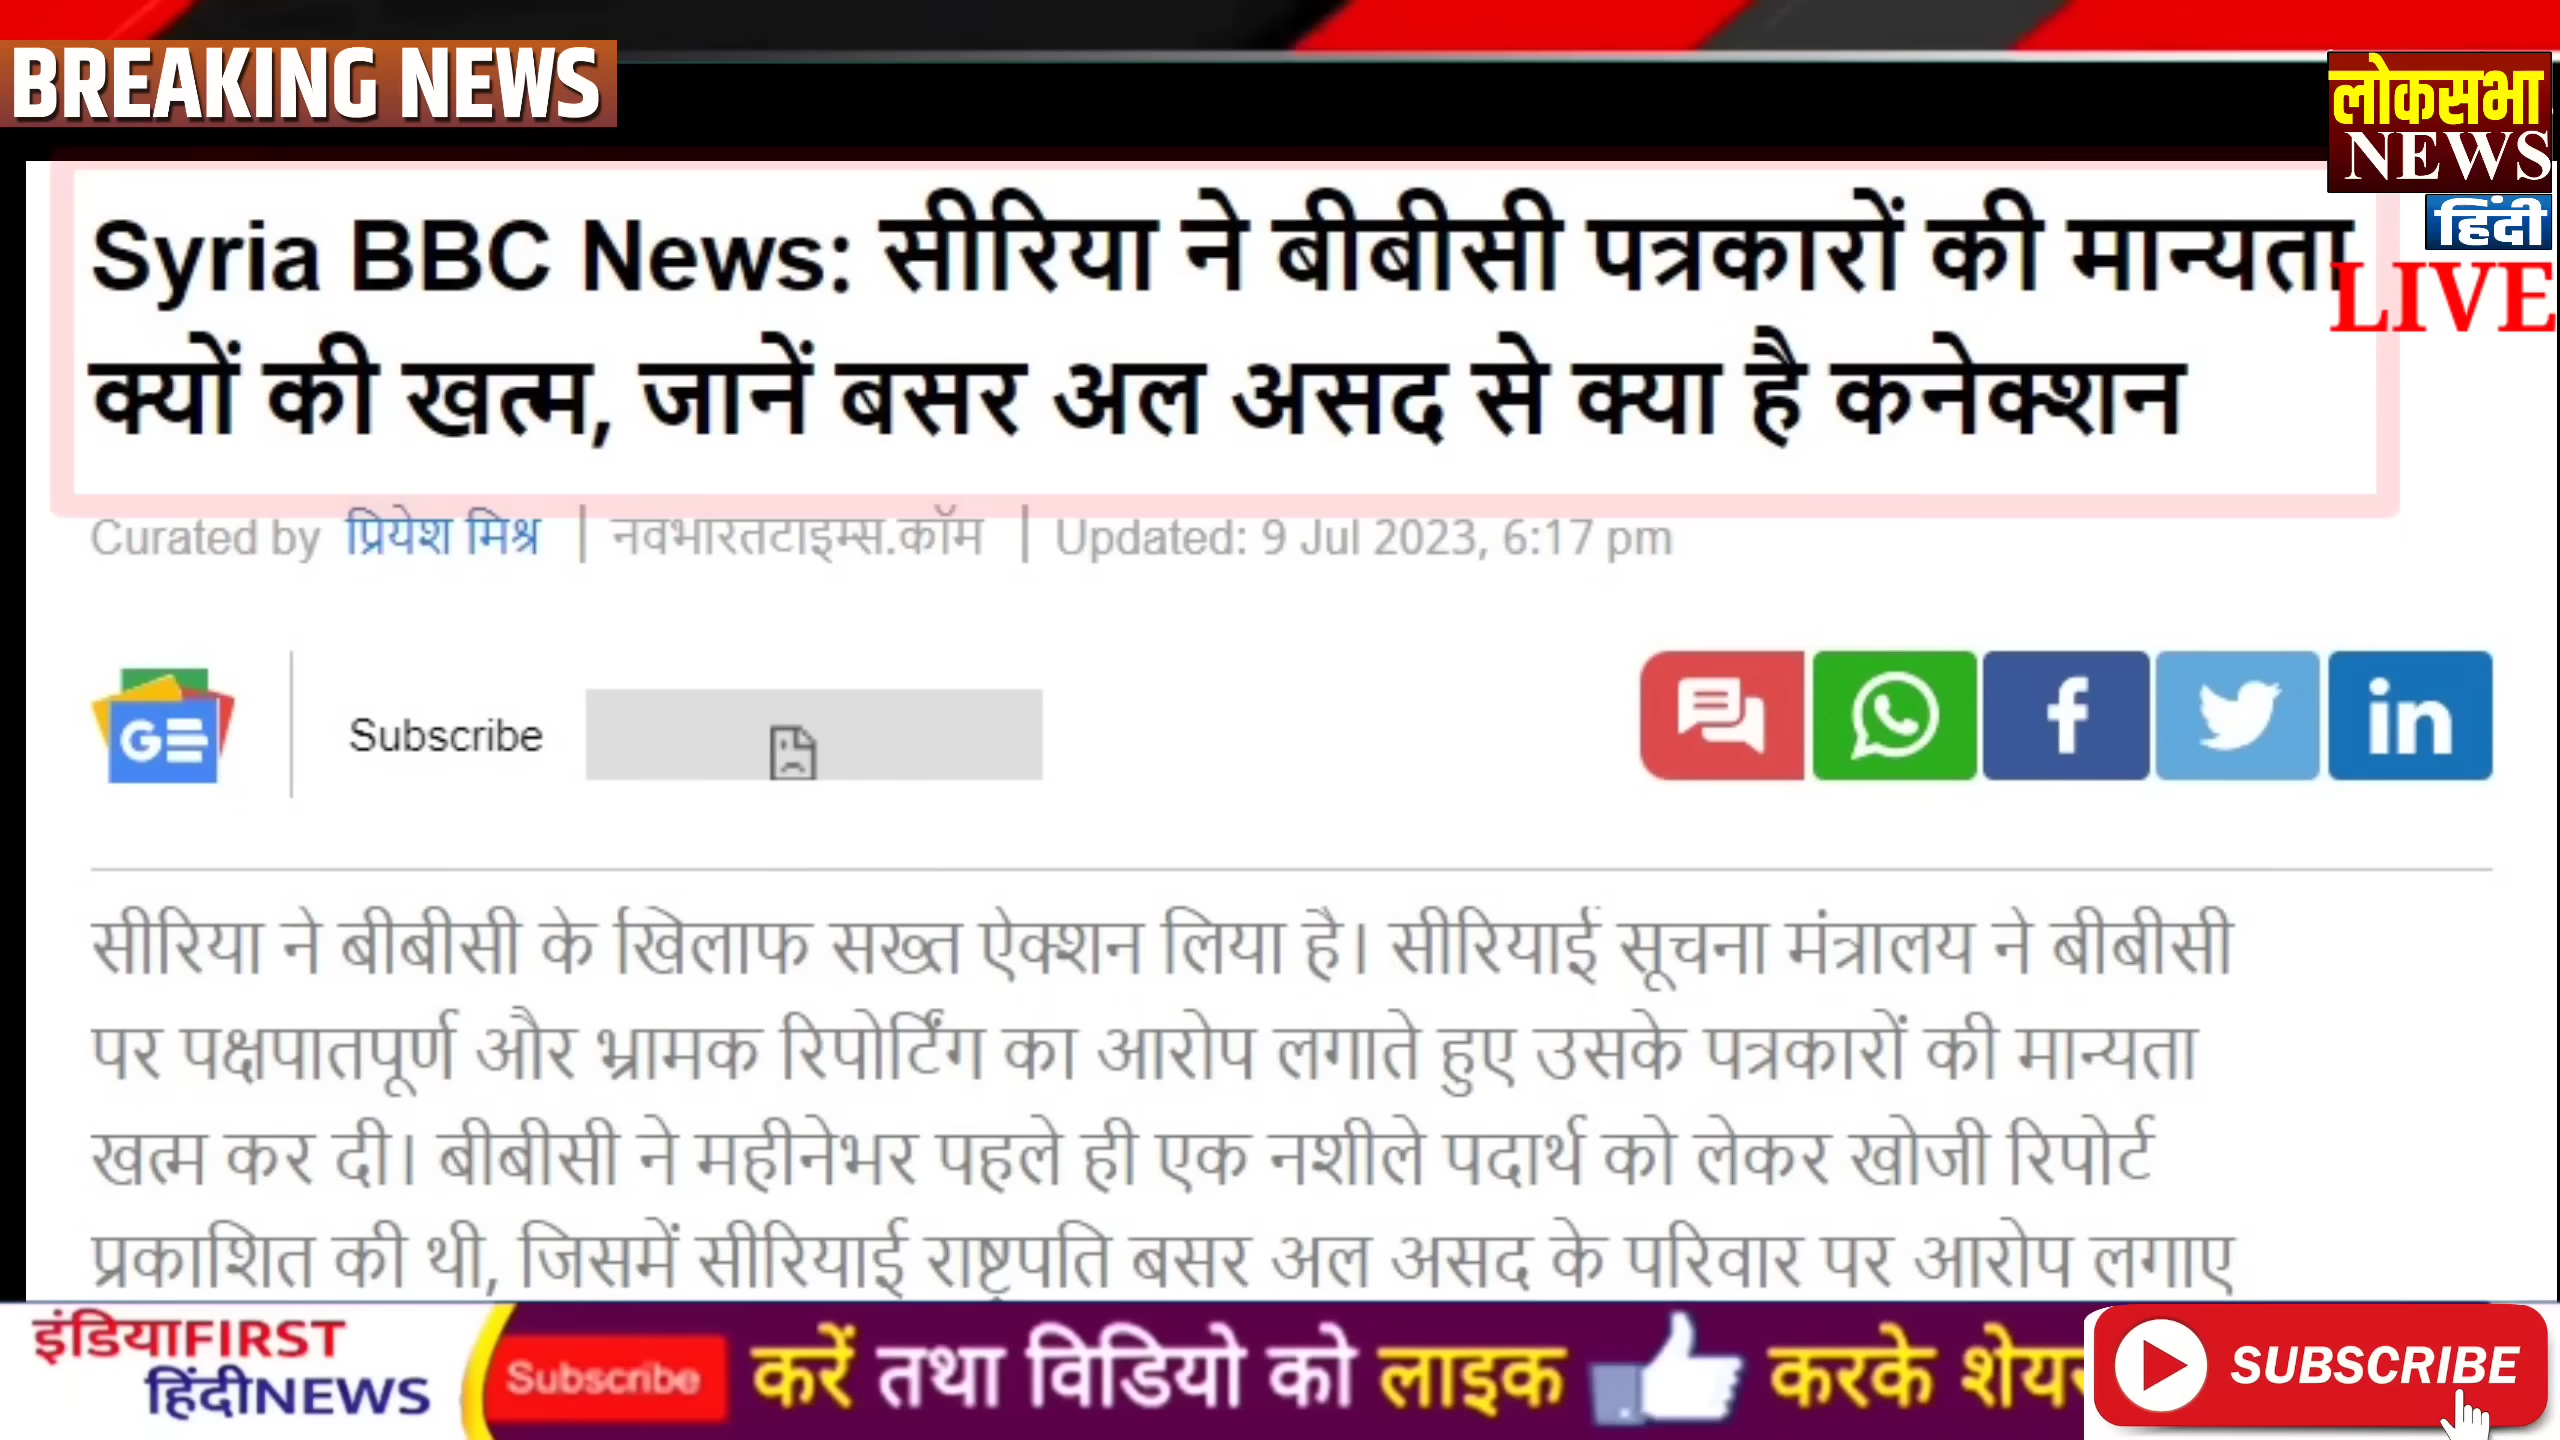 BREAKING NEWS
लोकसभा
NEWS
हिंदी
LIVE
Syria BBC News: सीरिया ने बीबीसी पत्रकारों की मान्यता
क्यों की खत्म, जानें बसर अल असद से क्या है कनेक्शन
Curated by प्रियेश मिश्र | नवभारतटाइम्स.कॉम | Updated: 9 Jul 2023, 6:17 pm
Subscribe
सीरिया ने बीबीसी के खिलाफ सख्त ऐक्शन लिया है। सीरियाई सूचना मंत्रालय ने बीबीसी
पर पक्षपातपूर्ण और भ्रामक रिपोर्टिंग का आरोप लगाते हुए उसके पत्रकारों की मान्यता
खत्म कर दी। बीबीसी ने महीनेभर पहले ही एक नशीले पदार्थ को लेकर खोजी रिपोर्ट
प्रकाशित की थी, जिसमें सीरियाई राष्ट्रपति बसर अल असद के परिवार पर आरोप लगाए
इंडियाFIRST
हिंदीNEWS
Subscribe करें तथा विडियो को लाइक करके
SUBSCRIBE